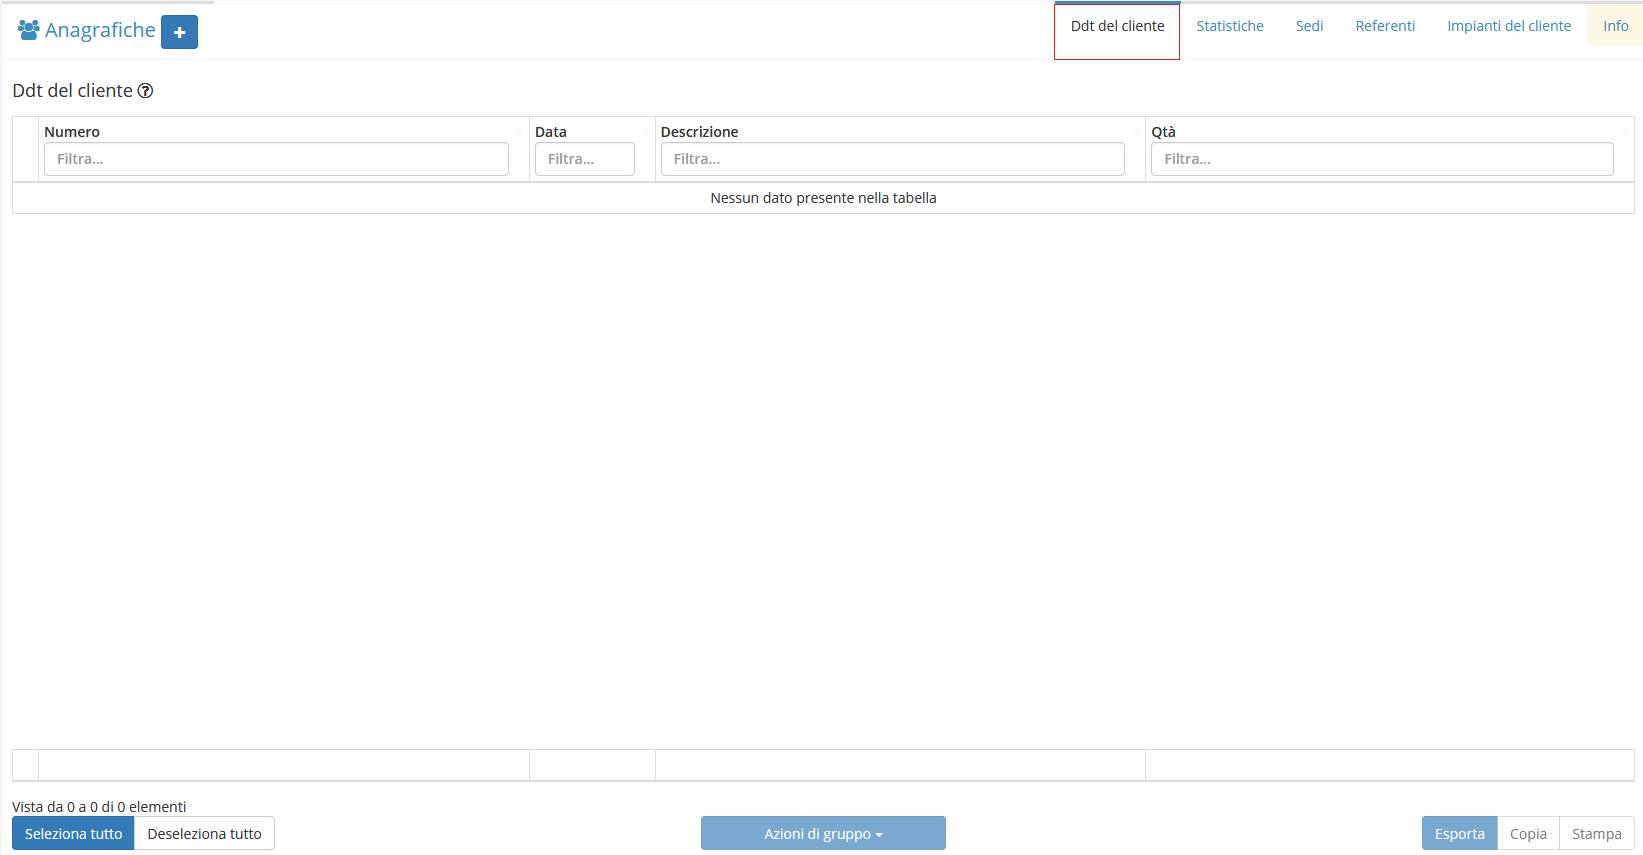 Anagrafiche +
Ddt del cliente Statistiche Sedi Referenti Impianti del cliente Info
Ddt del cliente ?
Numero Data Descrizione Qtà
Filtra... Filtra... Filtra... Filtra...
Nessun dato presente nella tabella
Vista da 0 a 0 di 0 elementi
Seleziona tutto Deseleziona tutto Azioni di gruppo Esporta Copia Stampa